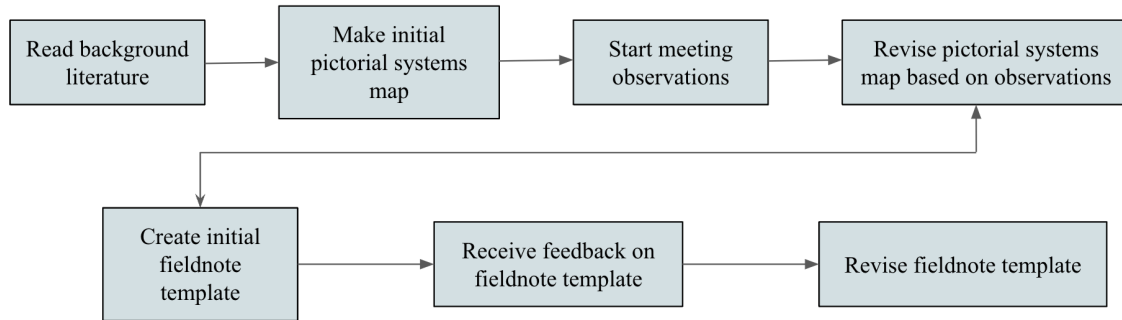 Read background
literature
Make initial
pictorial systems
map
Start meeting
observations
Revise pictorial systems
map based on observations
Create initial
fieldnote
template
Receive feedback on
fieldnote template
Revise fieldnote template